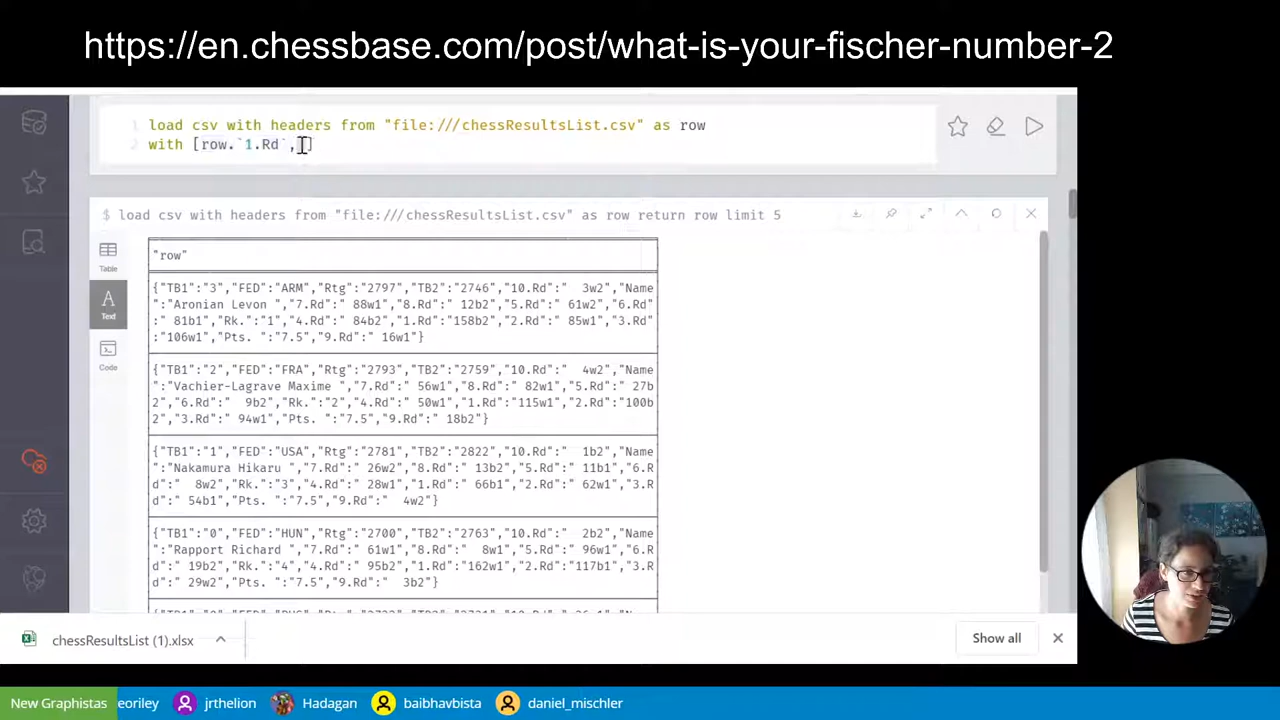 https://en.chessbase.com/post/what-is-your-fischer-number-2
1 load csv with headers from "file:///chessResultsList.csv" as row
2 with [row.`1.Rd`,[]
$ load csv with headers from "file:///chessResultsList.csv" as row return row limit 5
Table
A
Text
Code
"row"
{"TB1":"3","FED":"ARM","Rtg":"2797","TB2":"2746","10.Rd":"  3w2","Name
":"Aronian Levon ","7.Rd":" 88w1","8.Rd":" 12b2","5.Rd":" 61w2","6.Rd"
:" 81b1","Rk.":"1","4.Rd":" 84b2","1.Rd":"158b2","2.Rd":" 85w1","3.Rd":
"106w1","Pts. ":"7.5","9.Rd":" 16w1"}
{"TB1":"2","FED":"FRA","Rtg":"2793","TB2":"2759","10.Rd":"  4w2","Name
":"Vachier-Lagrave Maxime ","7.Rd":" 56w1","8.Rd":" 82w1","5.Rd":" 27b
2","6.Rd":"  9b2","Rk.":"2","4.Rd":" 50w1","1.Rd":"115w1","2.Rd":"100b
2","3.Rd":" 94w1","Pts. ":"7.5","9.Rd":" 18b2"}
{"TB1":"1","FED":"USA","Rtg":"2781","TB2":"2822","10.Rd":"  1b2","Name
":"Nakamura Hikaru ","7.Rd":" 26w2","8.Rd":" 13b2","5.Rd":" 11b1","6.R
d":"  8w2","Rk.":"3","4.Rd":" 28w1","1.Rd":" 66b1","2.Rd":" 62w1","3.R
d":" 54b1","Pts. ":"7.5","9.Rd":"  4w2"}
{"TB1":"0","FED":"HUN","Rtg":"2700","TB2":"2763","10.Rd":"  2b2","Name
":"Rapport Richard ","7.Rd":" 61w1","8.Rd":"  8w1","5.Rd":" 96w1","6.R
d":" 19b2","Rk.":"4","4.Rd":" 95b2","1.Rd":"162w1","2.Rd":"117b1","3.R
d":" 29w2","Pts. ":"7.5","9.Rd":"  3b2"}
chessResultsList (1).xlsx
Show all
New Graphistas eoriley jrthelion Hadagan baibhavbista daniel_mischler